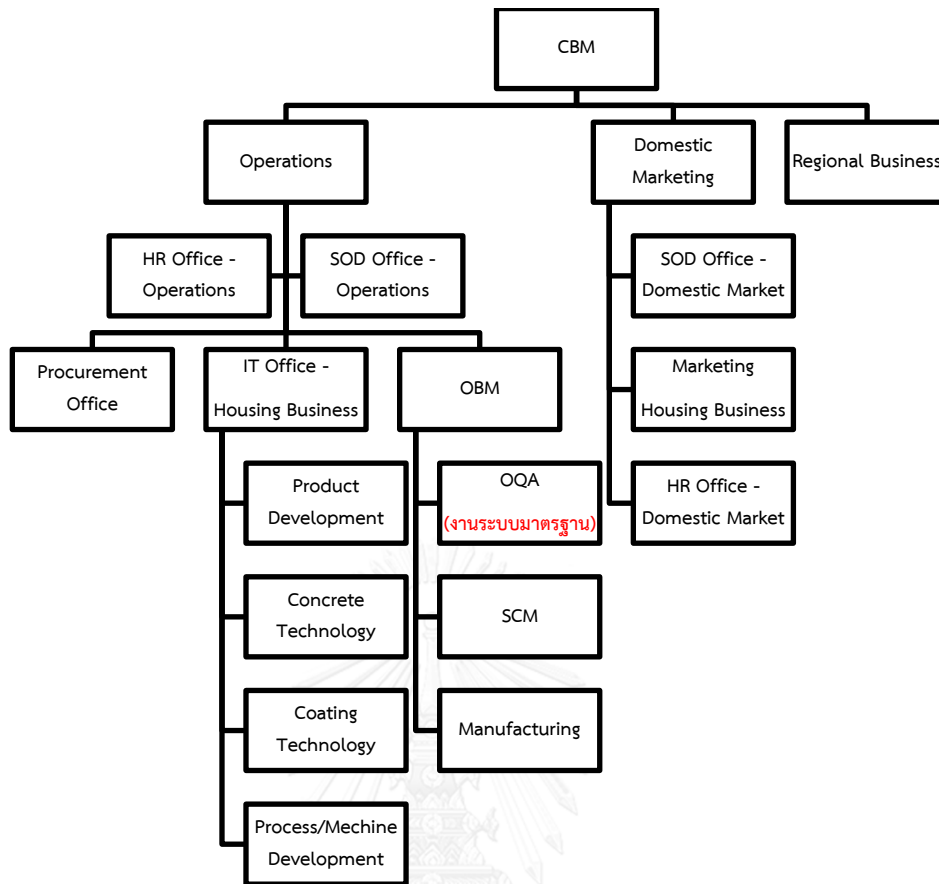 CBM
Operations
Domestic
Marketing
Regional Business
HR Office -
Operations
SOD Office -
Operations
SOD Office -
Domestic Market
Procurement
Office
IT Office -
Housing Business
OBM
Marketing
Housing Business
Product
Development
OQA
(งานระบบมาตรฐาน)
HR Office -
Domestic Market
Concrete
Technology
SCM
Coating
Technology
Manufacturing
Process/Mechine
Development